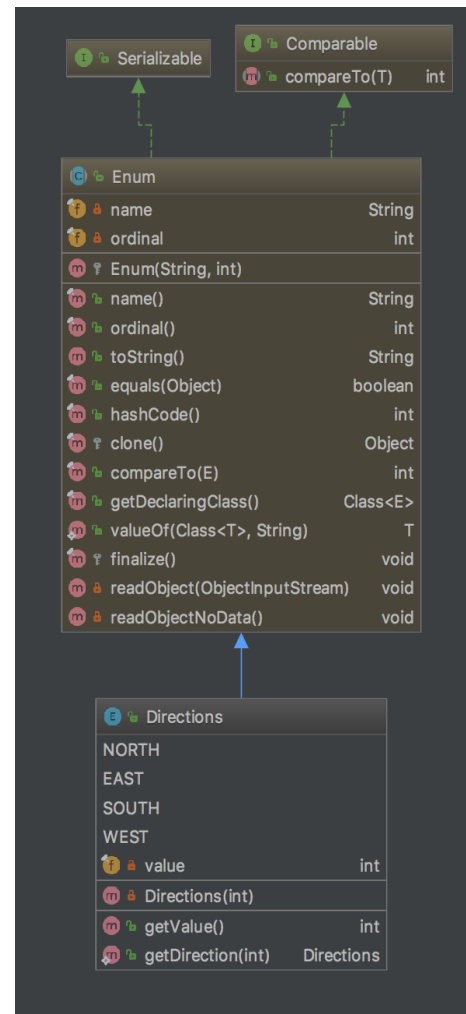 Serializable
Comparable
compareTo(T) int
Enum
name String
ordinal int
Enum(String, int)
name() String
ordinal() int
toString() String
equals(Object) boolean
hashCode() int
clone() Object
compareTo(E) int
getDeclaringClass() Class<E>
valueOf(Class<T>, String) T
finalize() void
readObject(ObjectInputStream) void
readObjectNoData() void
Directions
NORTH
EAST
SOUTH
WEST
value int
Directions(int)
getValue() int
getDirection(int) Directions